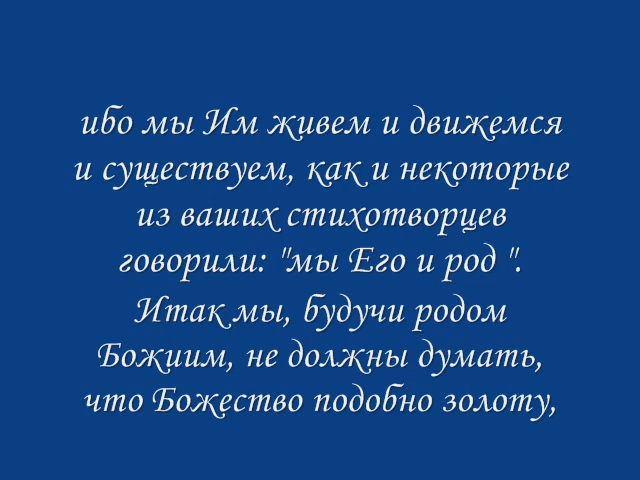 ибо мы Им живем и движемся
и существуем, как и некоторые
из ваших стихотворцев
говорили: "мы Его и род ".
Итак мы, будучи родом
Божиим, не должны думать,
что Божество подобно золоту,